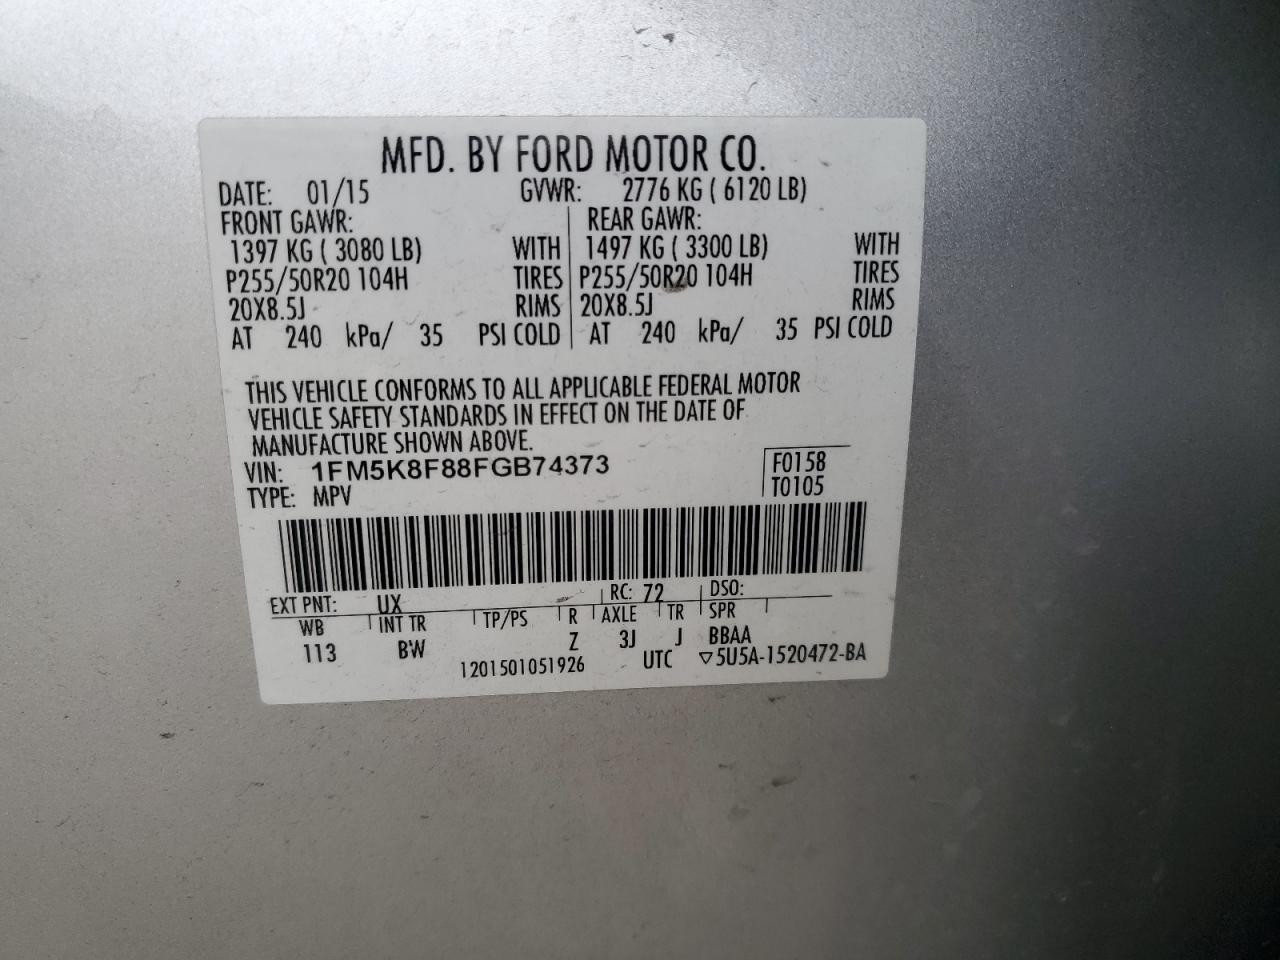 MFD. BY FORD MOTOR CO.
DATE: 01/15 GVWR: 2776 KG ( 6120 LB)
FRONT GAWR: REAR GAWR:
1397 KG ( 3080 LB) WITH 1497 KG ( 3300 LB) WITH
P255/50R20 104H TIRES P255/50R20 104H TIRES
20X8.5J RIMS 20X8.5J RIMS
AT 240 kPa/ 35 PSI COLD AT 240 kPa/ 35 PSI COLD
THIS VEHICLE CONFORMS TO ALL APPLICABLE FEDERAL MOTOR
VEHICLE SAFETY STANDARDS IN EFFECT ON THE DATE OF
MANUFACTURE SHOWN ABOVE.
VIN: 1FM5K8F88FGB74373 F0158
TYPE: MPV T0105
EXT PNT: UX RC: 72 DSO:
WB INT TR TP/PS R AXLE TR SPR
113 BW Z 3J J BBAA
1201501051926 UTC ▽5U5A-1520472-BA